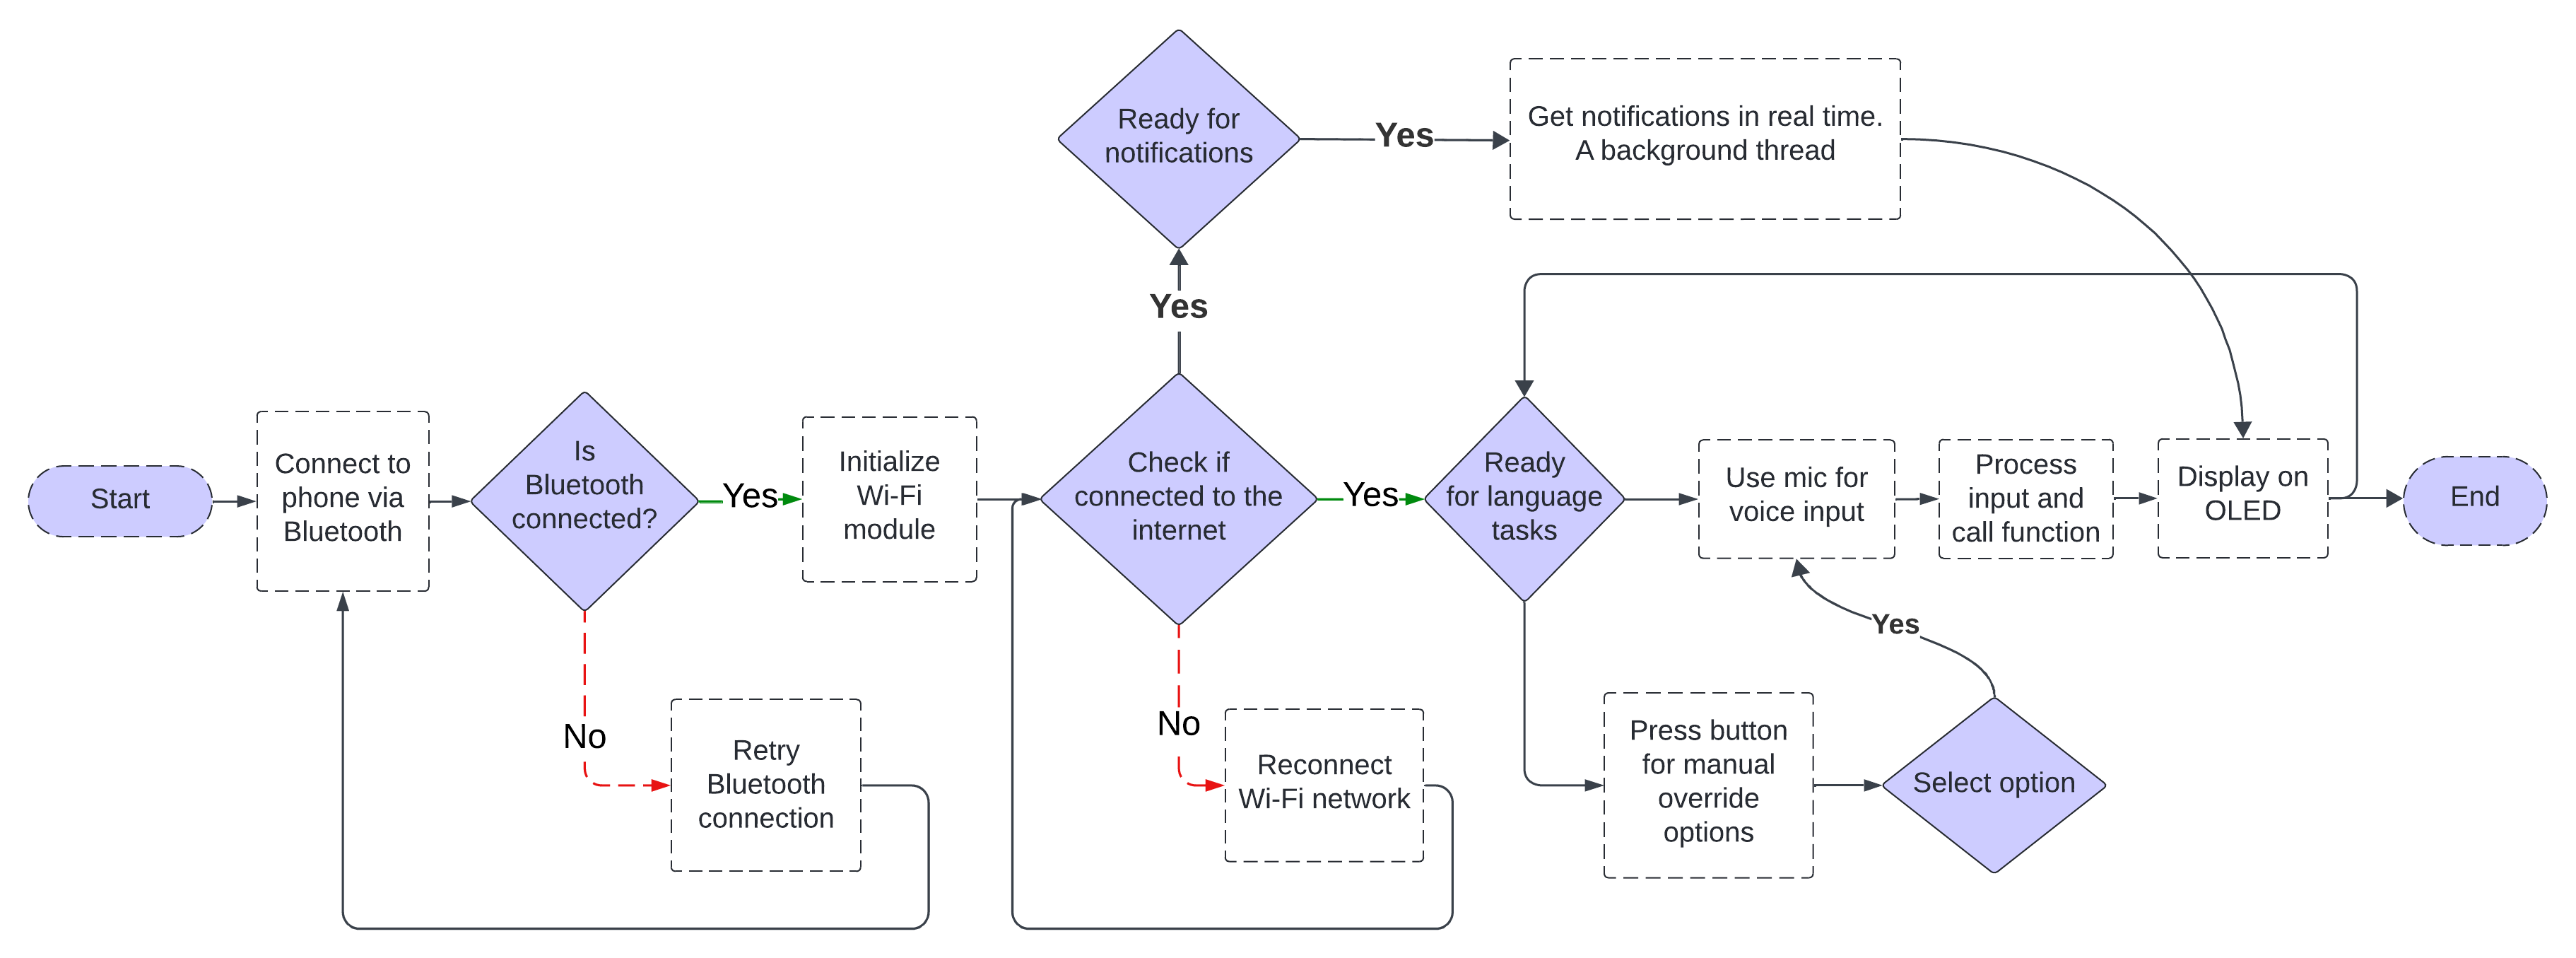 Ready for
notifications
Yes
Get notifications in real time.
A background thread
Yes
Start
Connect to
phone via
Bluetooth
Is
Bluetooth
connected?
Yes
Initialize
Wi-Fi
module
Check if
connected to the
internet
Yes
Ready
for language
tasks
Use mic for
voice input
Process
input and
call function
Display on
OLED
End
No
Retry
Bluetooth
connection
No
Reconnect
Wi-Fi network
Press button
for manual
override
options
Select option
Yes